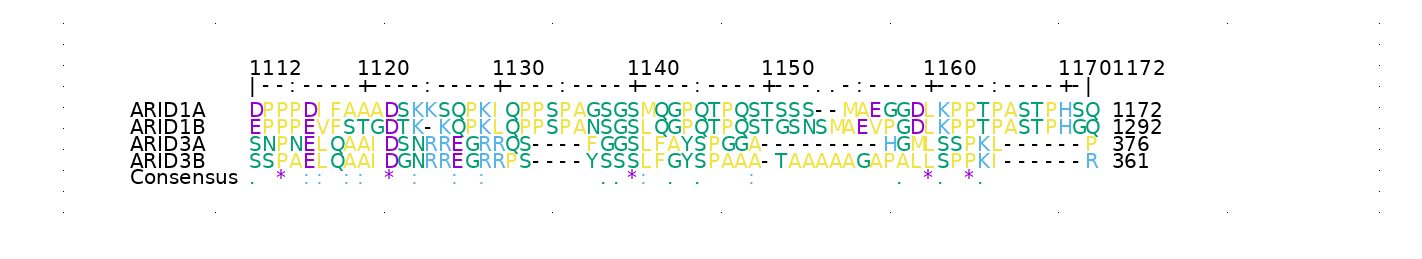 1112 1120 1130 1140 1150 1160 11701172
|--:----+----:----+----:----+----:----+---..-:----+----:----+-|
ARID1A DPPPDIFAAADSKKSQPKIQPPSPAGSGSMQGPQTPQSTSSS--MAEGGDLKPPTPASTPHSQ 1172
ARID1B EPPPEVFSTGDTK-KQPKLQPPSPANSGSLQGPQTPQSTGSNSMAEVPGDLKPPTPASTPHGQ 1292
ARID3A SNPNELQAAIDSNRREGRRQS----FGGSLFAYSPGGA---------HGMLSSPKL------P 376
ARID3B SSPAELQAAIDGNRREGRRPS----YSSSLFGYSPAAA-TAAAAAGAPALLSPPKI------R 361
Consensus . * :: :: * : : : ..*: . . : . *. *.